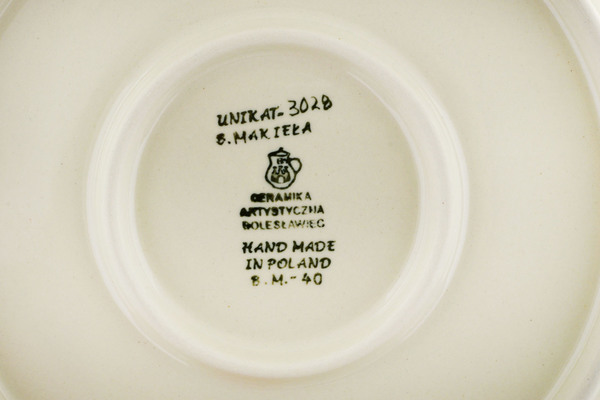 UNIKAT-3028
B.MAKIEŁA
CERAMIKA
ARTYSTYCZNA
BOLESŁAWIEC
HAND MADE
IN POLAND
B.M.-40